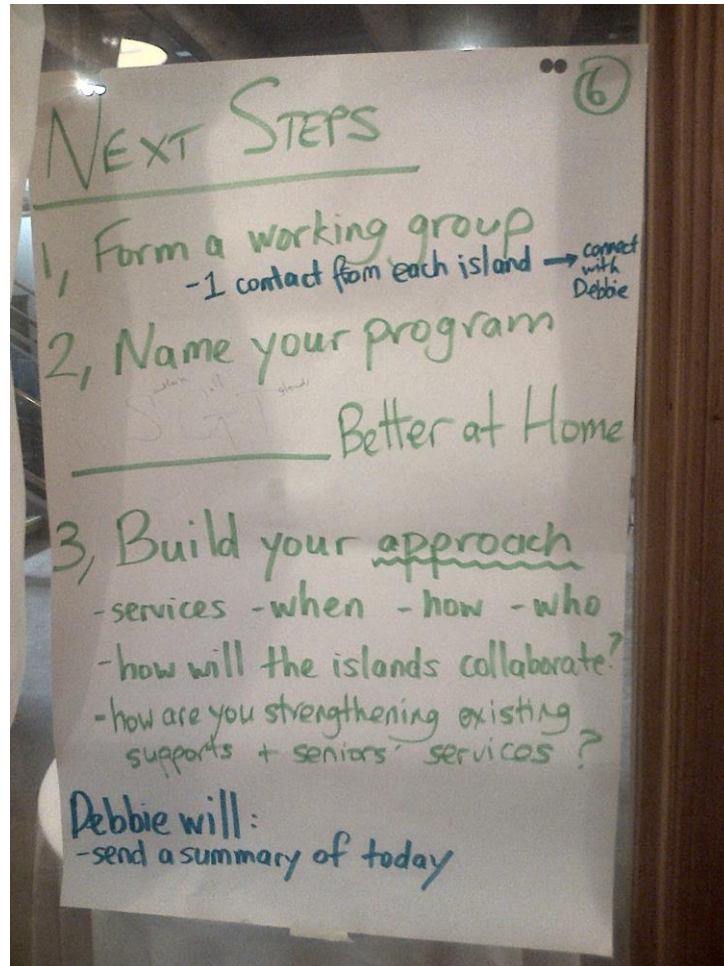 6
NEXT STEPS
1, Form a working group
-1 contact from each island → connect
with
Debbie
2, Name your program
Better at Home
3, Build your approach
-services -when -how -who
-how will the islands collaborate?
-how are you strengthening existing
supports + seniors' services?
Debbie will:
-send a summary of today